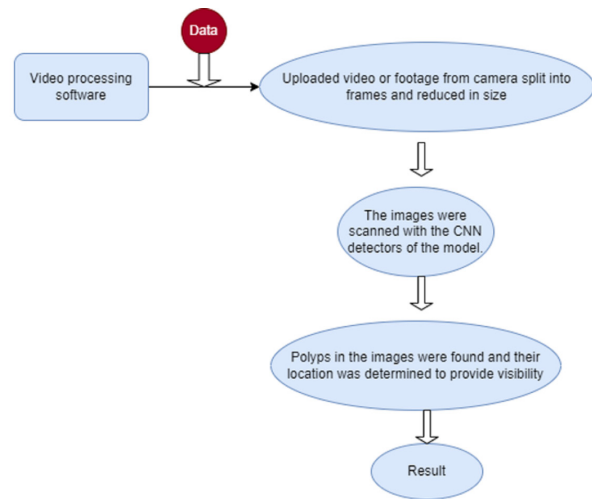 Data
Video processing
software
Uploaded video or footage from camera split into
frames and reduced in size
The images were
scanned with the CNN
detectors of the model.
Polyps in the images were found and their
location was determined to provide visibility
Result